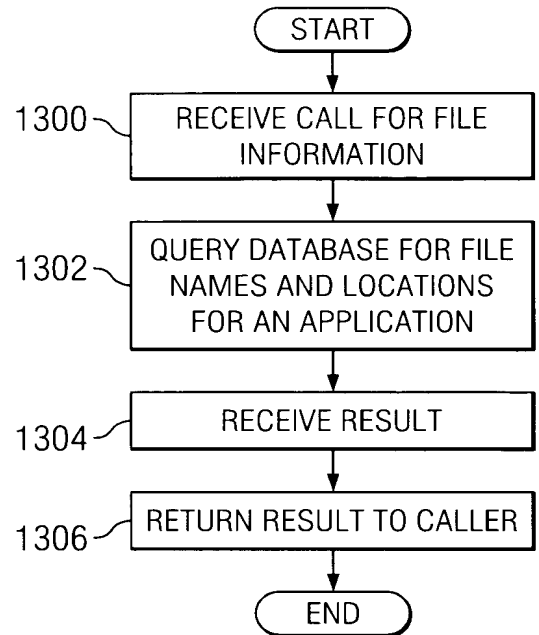 START
1300
RECEIVE CALL FOR FILE
INFORMATION
1302
QUERY DATABASE FOR FILE
NAMES AND LOCATIONS
FOR AN APPLICATION
1304
RECEIVE RESULT
1306
RETURN RESULT TO CALLER
END